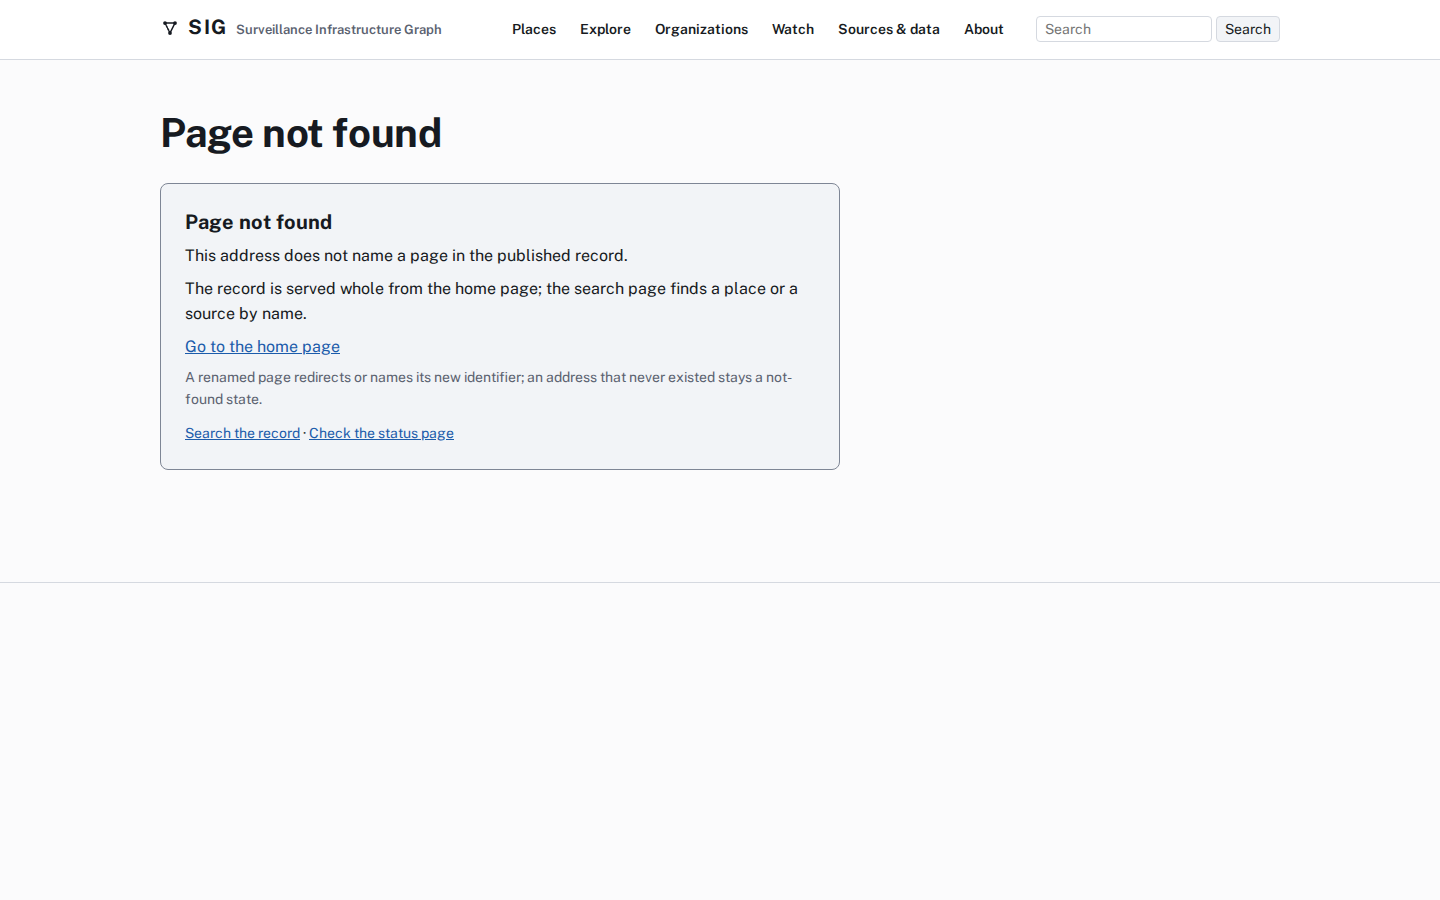 SIG Surveillance Infrastructure Graph Places Explore Organizations Watch Sources & data About Search Search
Page not found
Page not found
This address does not name a page in the published record.
The record is served whole from the home page; the search page finds a place or a
source by name.
Go to the home page
A renamed page redirects or names its new identifier; an address that never existed stays a not-
found state.
Search the record · Check the status page